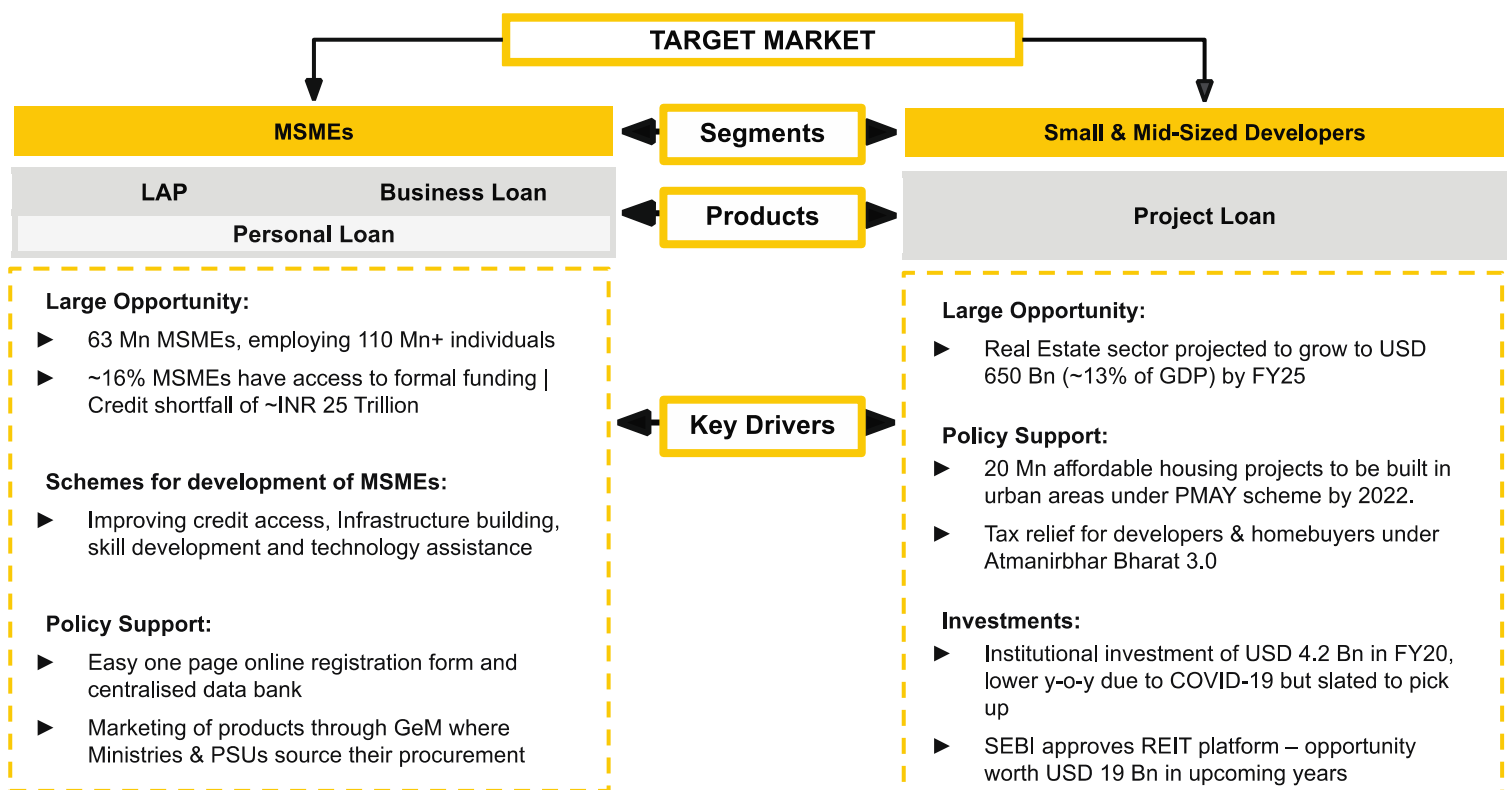 TARGET MARKET
MSMEs
Segments
Small & Mid-Sized Developers
LAP
Business Loan
Personal Loan
Products
Project Loan
Large Opportunity:
► 63 Mn MSMEs, employing 110 Mn+ individuals
► ~16% MSMEs have access to formal funding |
Credit shortfall of ~INR 25 Trillion
Schemes for development of MSMEs:
► Improving credit access, Infrastructure building,
skill development and technology assistance
Policy Support:
► Easy one page online registration form and
centralised data bank
► Marketing of products through GeM where
Ministries & PSUs source their procurement
Key Drivers
Large Opportunity:
► Real Estate sector projected to grow to USD
650 Bn (~13% of GDP) by FY25
Policy Support:
► 20 Mn affordable housing projects to be built in
urban areas under PMAY scheme by 2022.
► Tax relief for developers & homebuyers under
Atmanirbhar Bharat 3.0
Investments:
► Institutional investment of USD 4.2 Bn in FY20,
lower y-o-y due to COVID-19 but slated to pick
up
► SEBI approves REIT platform – opportunity
worth USD 19 Bn in upcoming years